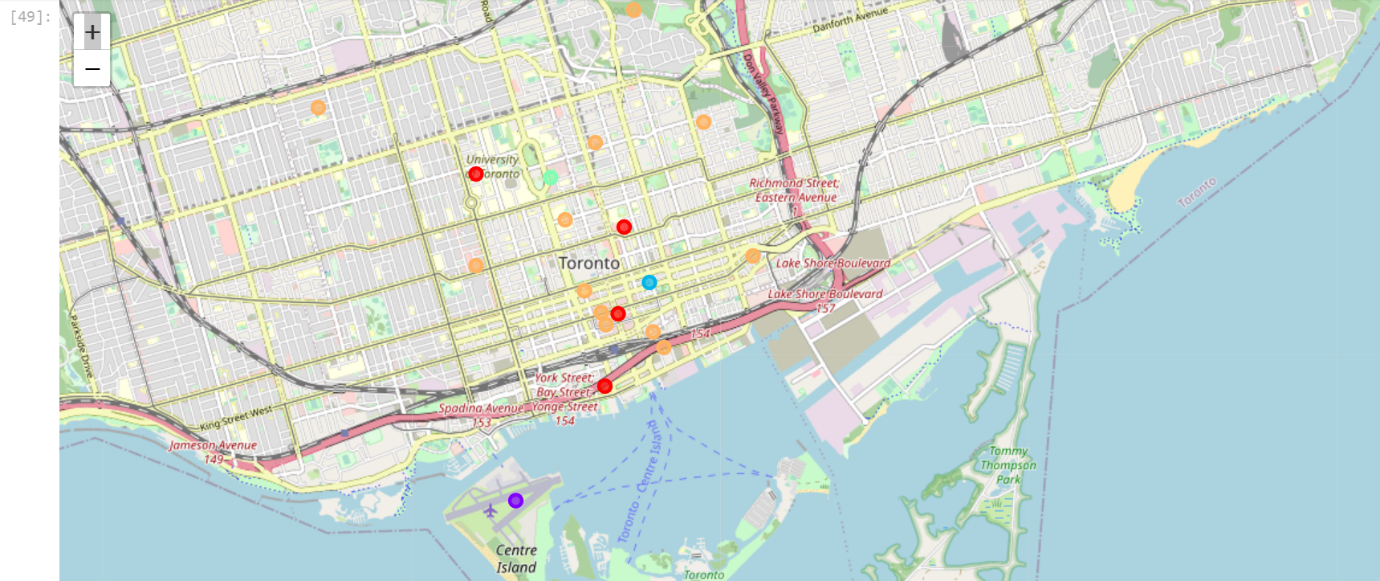 [49]:
+
−
Road
Danforth Avenue
Don Valley Parkway
University
of Toronto
Richmond Street;
Eastern Avenue
1
Toronto
Toronto
Lake Shore Boulevard
Lake Shore Boulevard
157
Parkside Drive
154
York Street;
Bay Street;
Yonge Street
154
Spadina Avenue
153
King Street West
Jameson Avenue
149
Toronto - Centre Island
Tommy
Thompson
Park
Centre
Island
Toronto